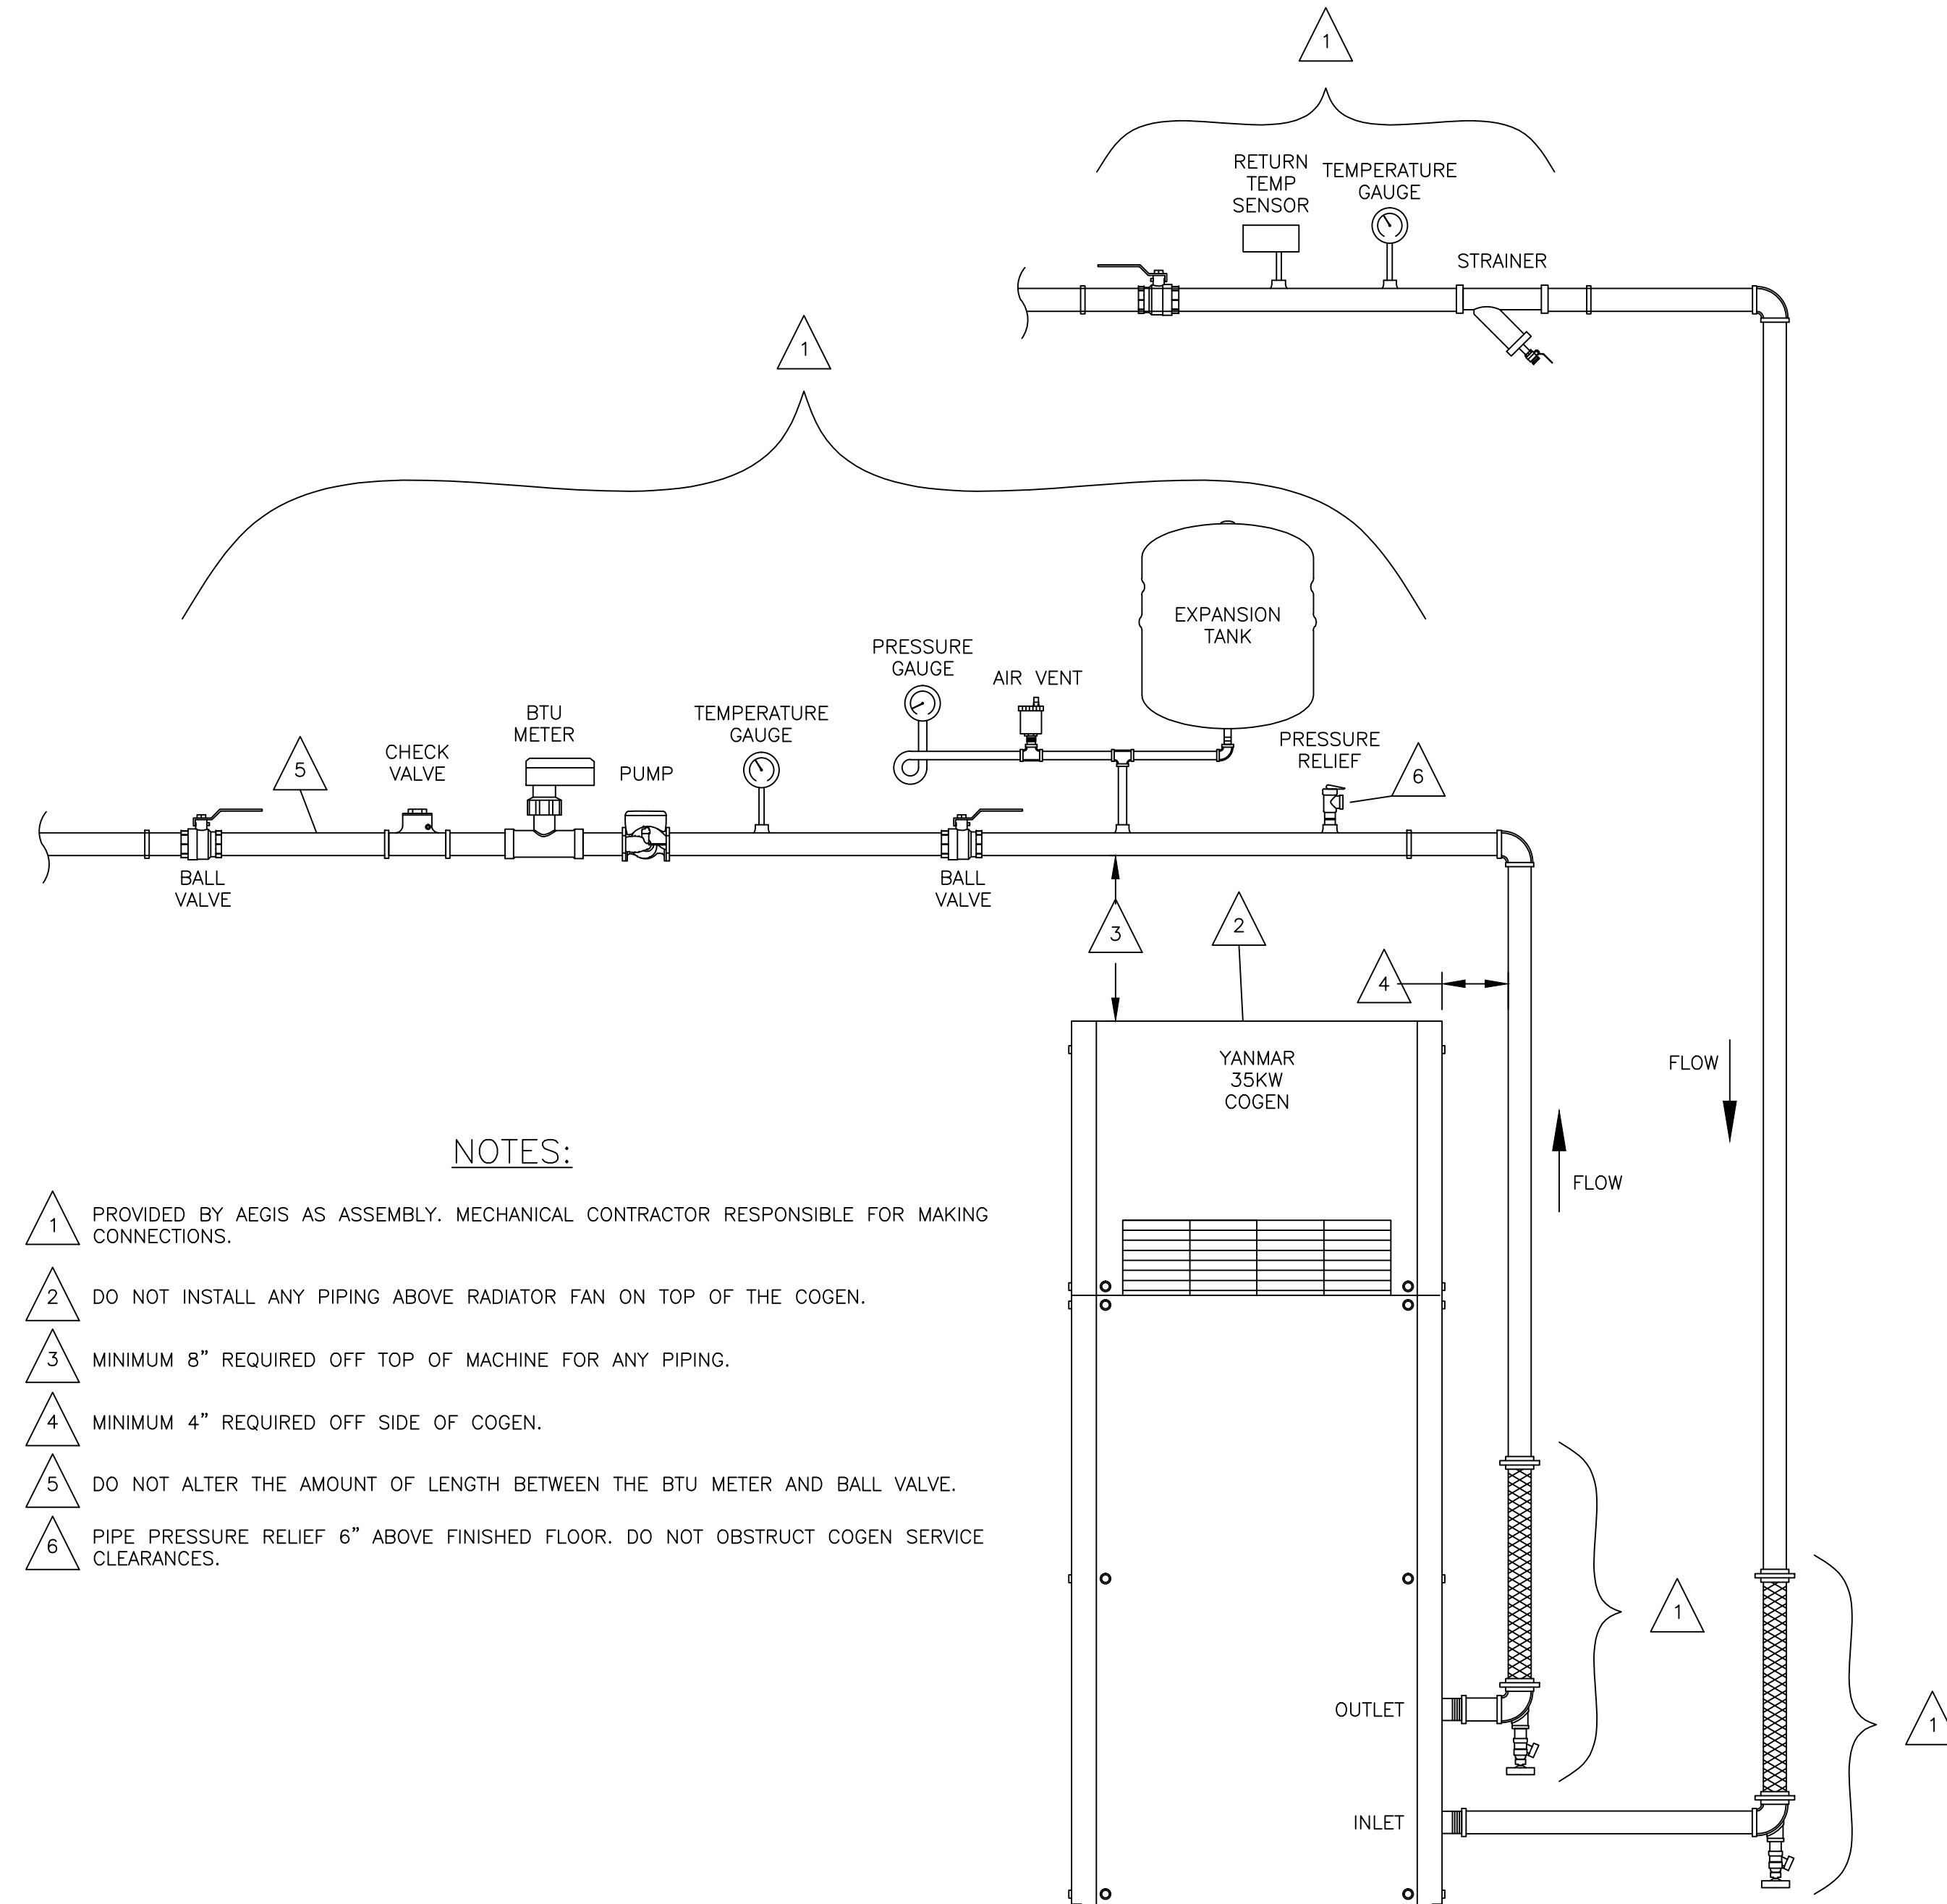 1
RETURN
TEMP
SENSOR
TEMPERATURE
GAUGE
STRAINER
1
EXPANSION
TANK
PRESSURE
GAUGE
AIR VENT
BTU
METER
TEMPERATURE
GAUGE
PRESSURE
RELIEF
5
CHECK
VALVE
PUMP
6
BALL
VALVE
BALL
VALVE
3
2
4
YANMAR
35KW
COGEN
FLOW
FLOW
NOTES:
1 PROVIDED BY AEGIS AS ASSEMBLY. MECHANICAL CONTRACTOR RESPONSIBLE FOR MAKING
CONNECTIONS.
2 DO NOT INSTALL ANY PIPING ABOVE RADIATOR FAN ON TOP OF THE COGEN.
3 MINIMUM 8" REQUIRED OFF TOP OF MACHINE FOR ANY PIPING.
4 MINIMUM 4" REQUIRED OFF SIDE OF COGEN.
5 DO NOT ALTER THE AMOUNT OF LENGTH BETWEEN THE BTU METER AND BALL VALVE.
6 PIPE PRESSURE RELIEF 6" ABOVE FINISHED FLOOR. DO NOT OBSTRUCT COGEN SERVICE
CLEARANCES.
1
OUTLET
1
INLET